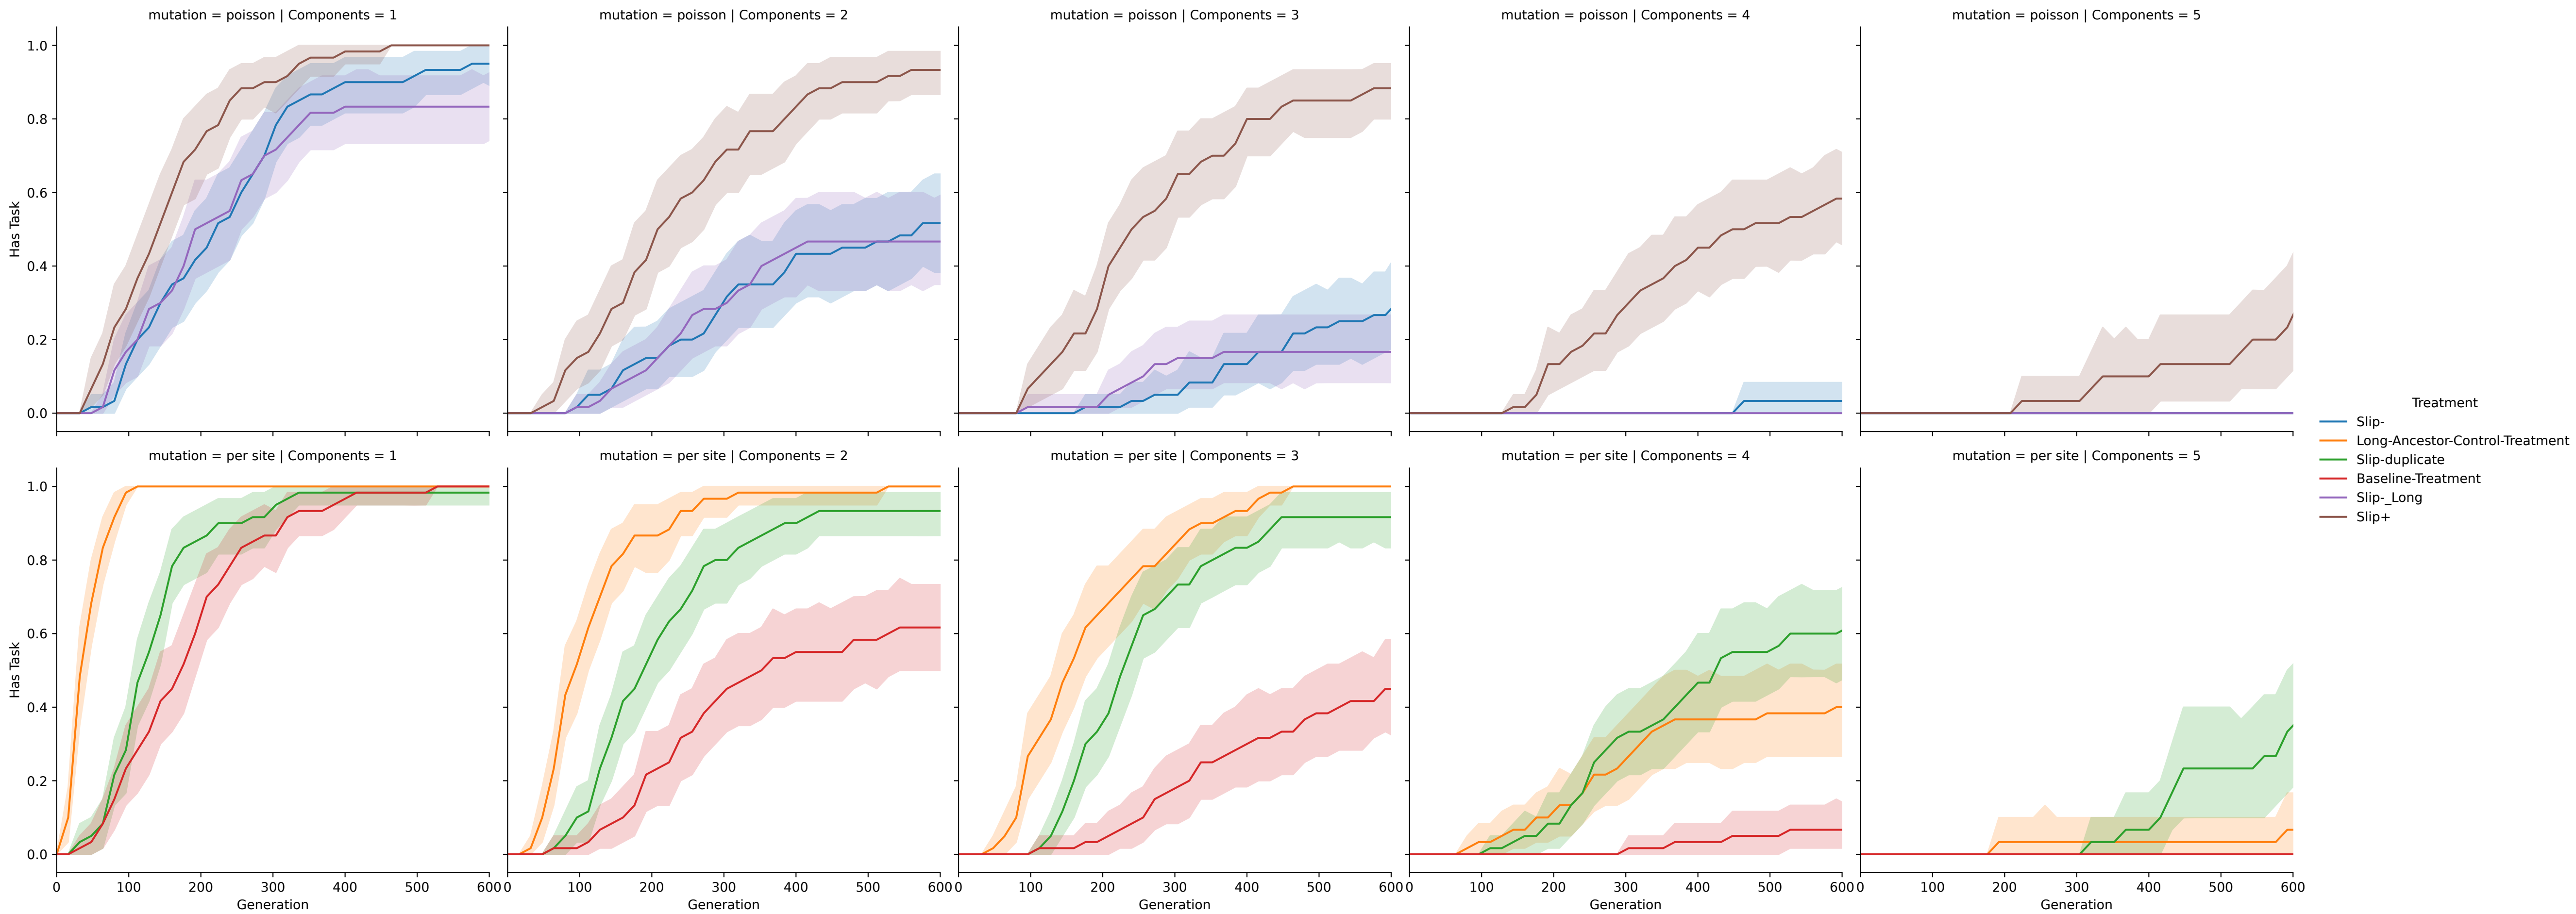 mutation = poisson | Components = 1
mutation = poisson | Components = 2
mutation = poisson | Components = 3
mutation = poisson | Components = 4
mutation = poisson | Components = 5
1.0
0.8
0.6
0.4
0.2
0.0
Has Task
mutation = per site | Components = 1
mutation = per site | Components = 2
mutation = per site | Components = 3
mutation = per site | Components = 4
mutation = per site | Components = 5
1.0
0.8
0.6
0.4
0.2
0.0
Has Task
0 100 200 300 400 500 600
0 100 200 300 400 500 600
0 100 200 300 400 500 600
0 100 200 300 400 500 600
0 100 200 300 400 500 600
Generation
Generation
Generation
Generation
Generation
Treatment
Slip-
Long-Ancestor-Control-Treatment
Slip-duplicate
Baseline-Treatment
Slip-_Long
Slip+